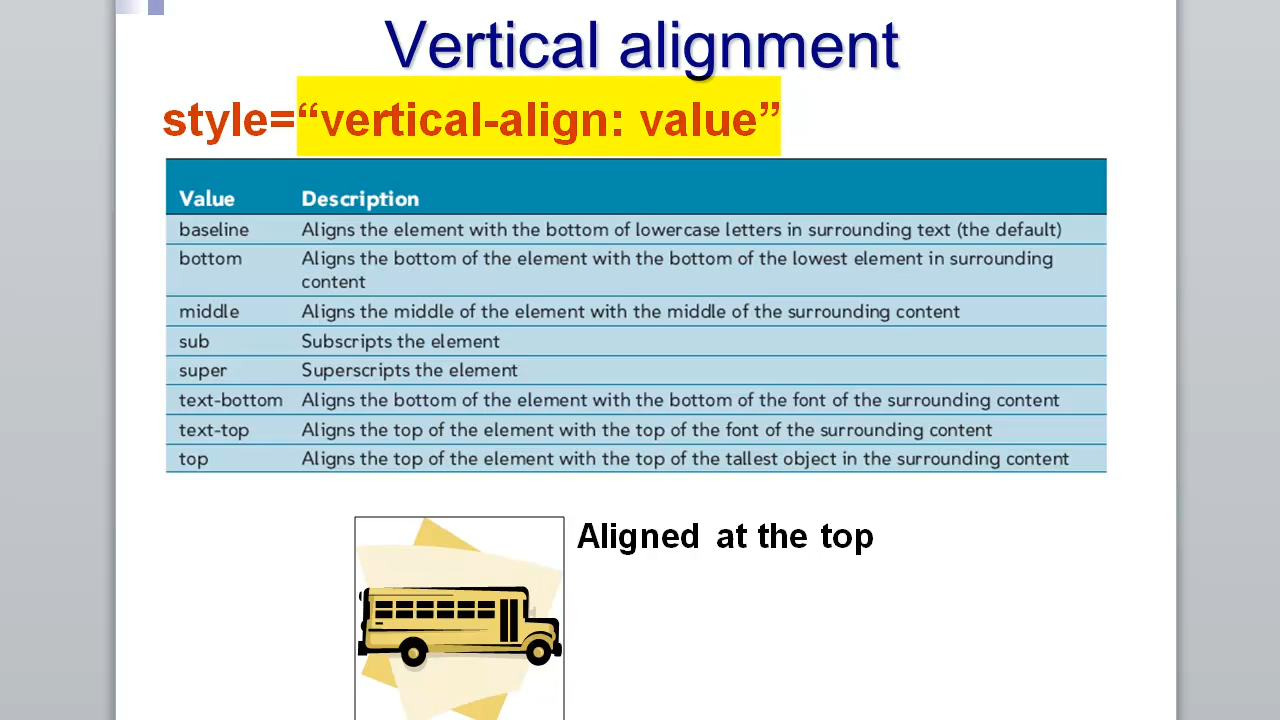 Vertical alignment
style=“vertical-align: value”
Value Description
baseline Aligns the element with the bottom of lowercase letters in surrounding text (the default)
bottom Aligns the bottom of the element with the bottom of the lowest element in surrounding
content
middle Aligns the middle of the element with the middle of the surrounding content
sub Subscripts the element
super Superscripts the element
text-bottom Aligns the bottom of the element with the bottom of the font of the surrounding content
text-top Aligns the top of the element with the top of the font of the surrounding content
top Aligns the top of the element with the top of the tallest object in the surrounding content
Aligned at the top